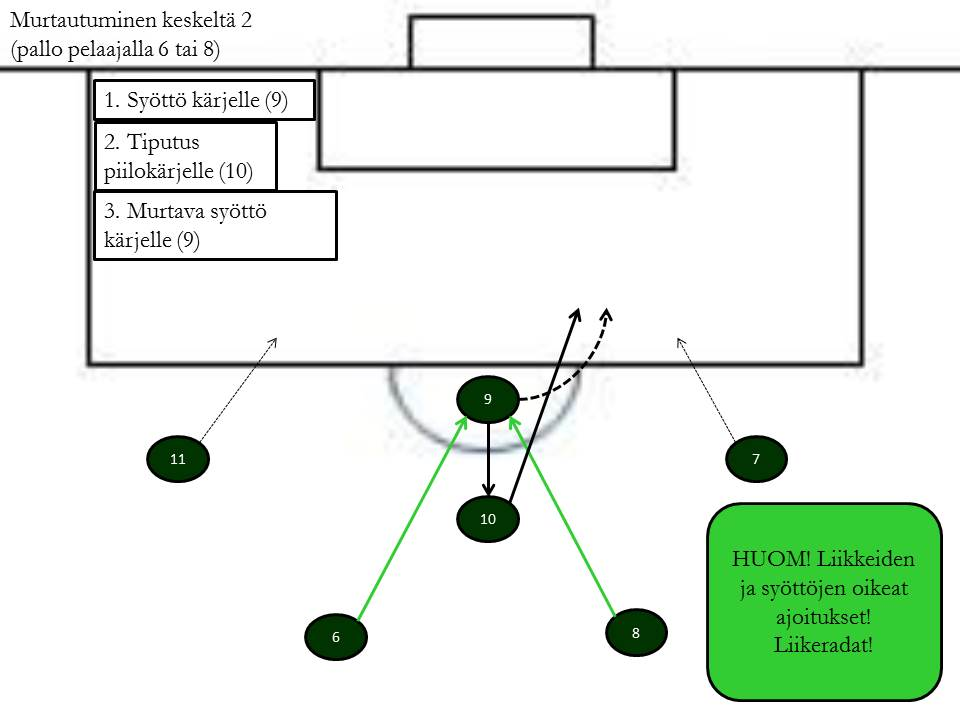 Murtautuminen keskeltä 2
(pallo pelaajalla 6 tai 8)
1. Syöttö kärjelle (9)
2. Tiputus
piilokärjelle (10)
3. Murtava syöttö
kärjelle (9)
9
11
7
10
6
8
HUOM! Liikkeiden
ja syöttöjen oikeat
ajoitukset!
Liikeradat!